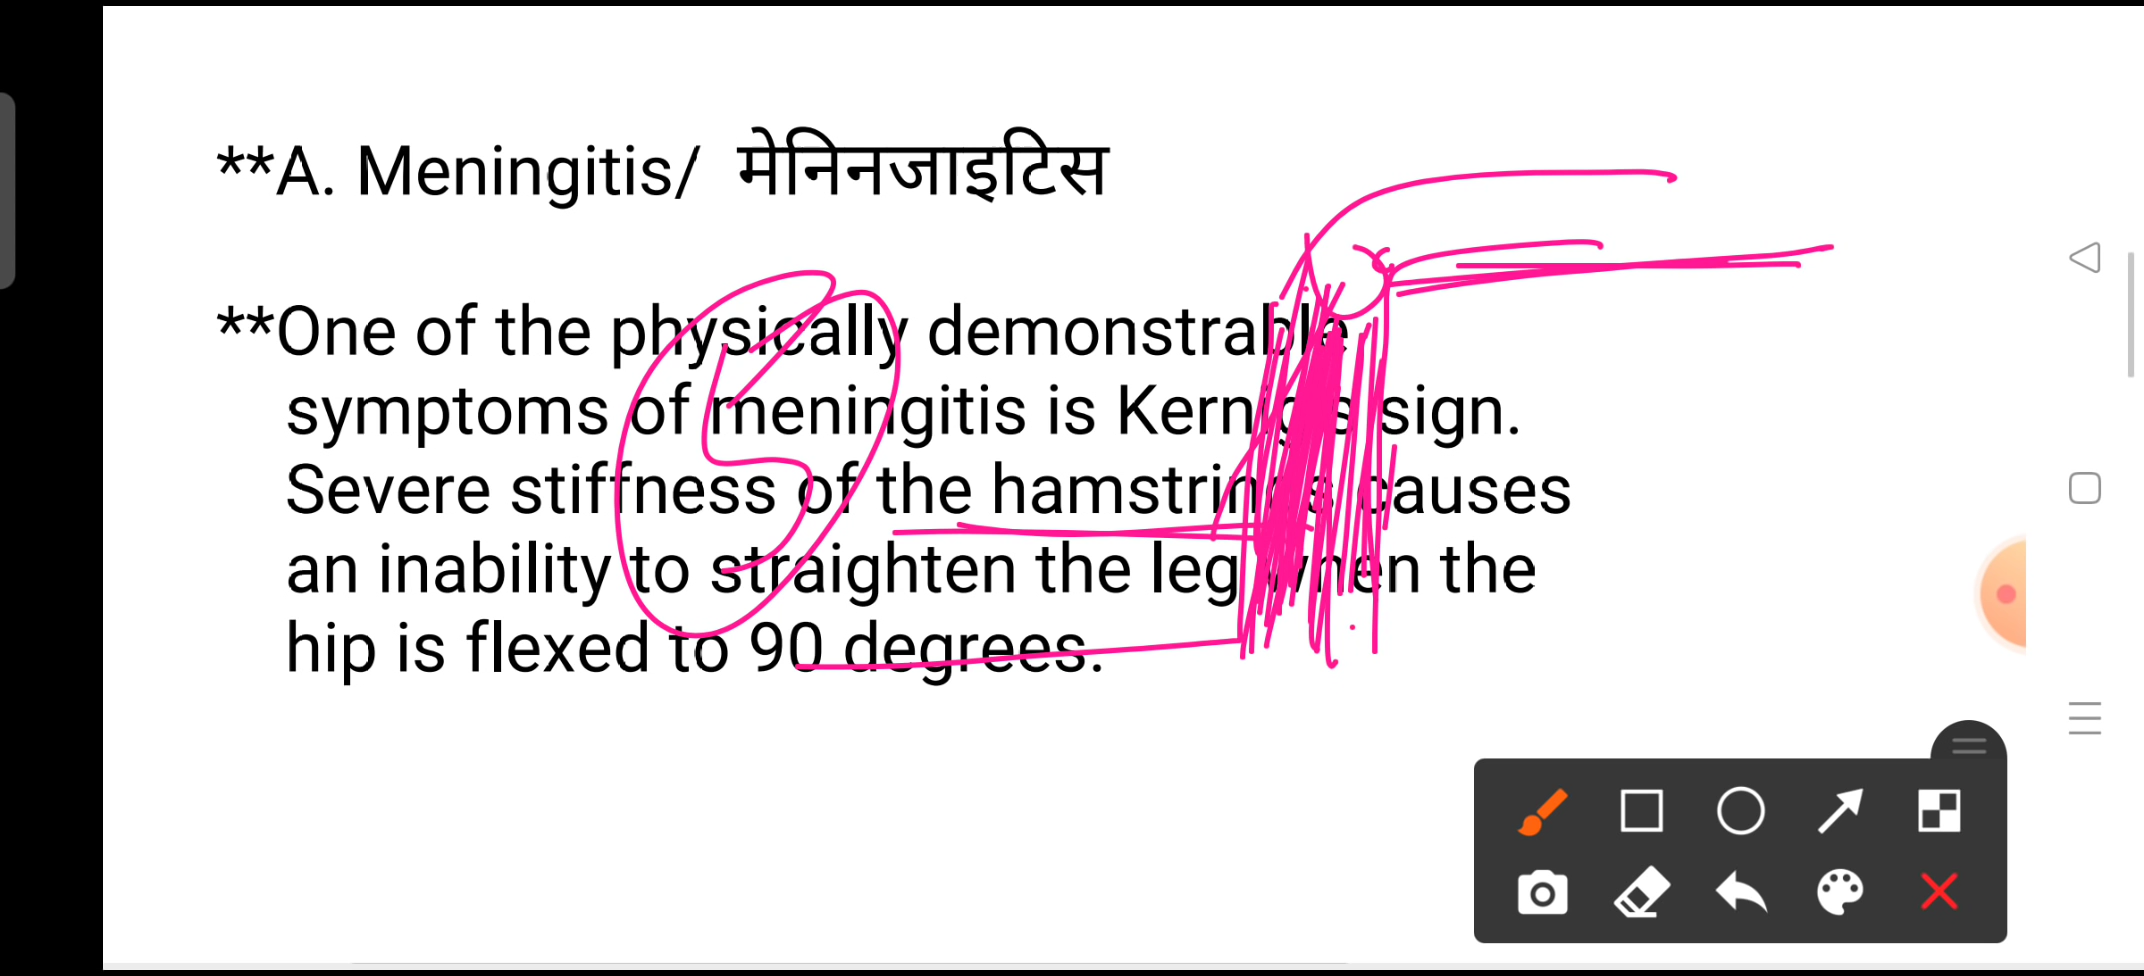 **A. Meningitis/ मेनिनजाइटिस
**One of the physically demonstrable
symptoms of meningitis is Kernig's sign.
Severe stiffness of the hamstrings causes
an inability to straighten the leg when the
hip is flexed to 90 degrees.